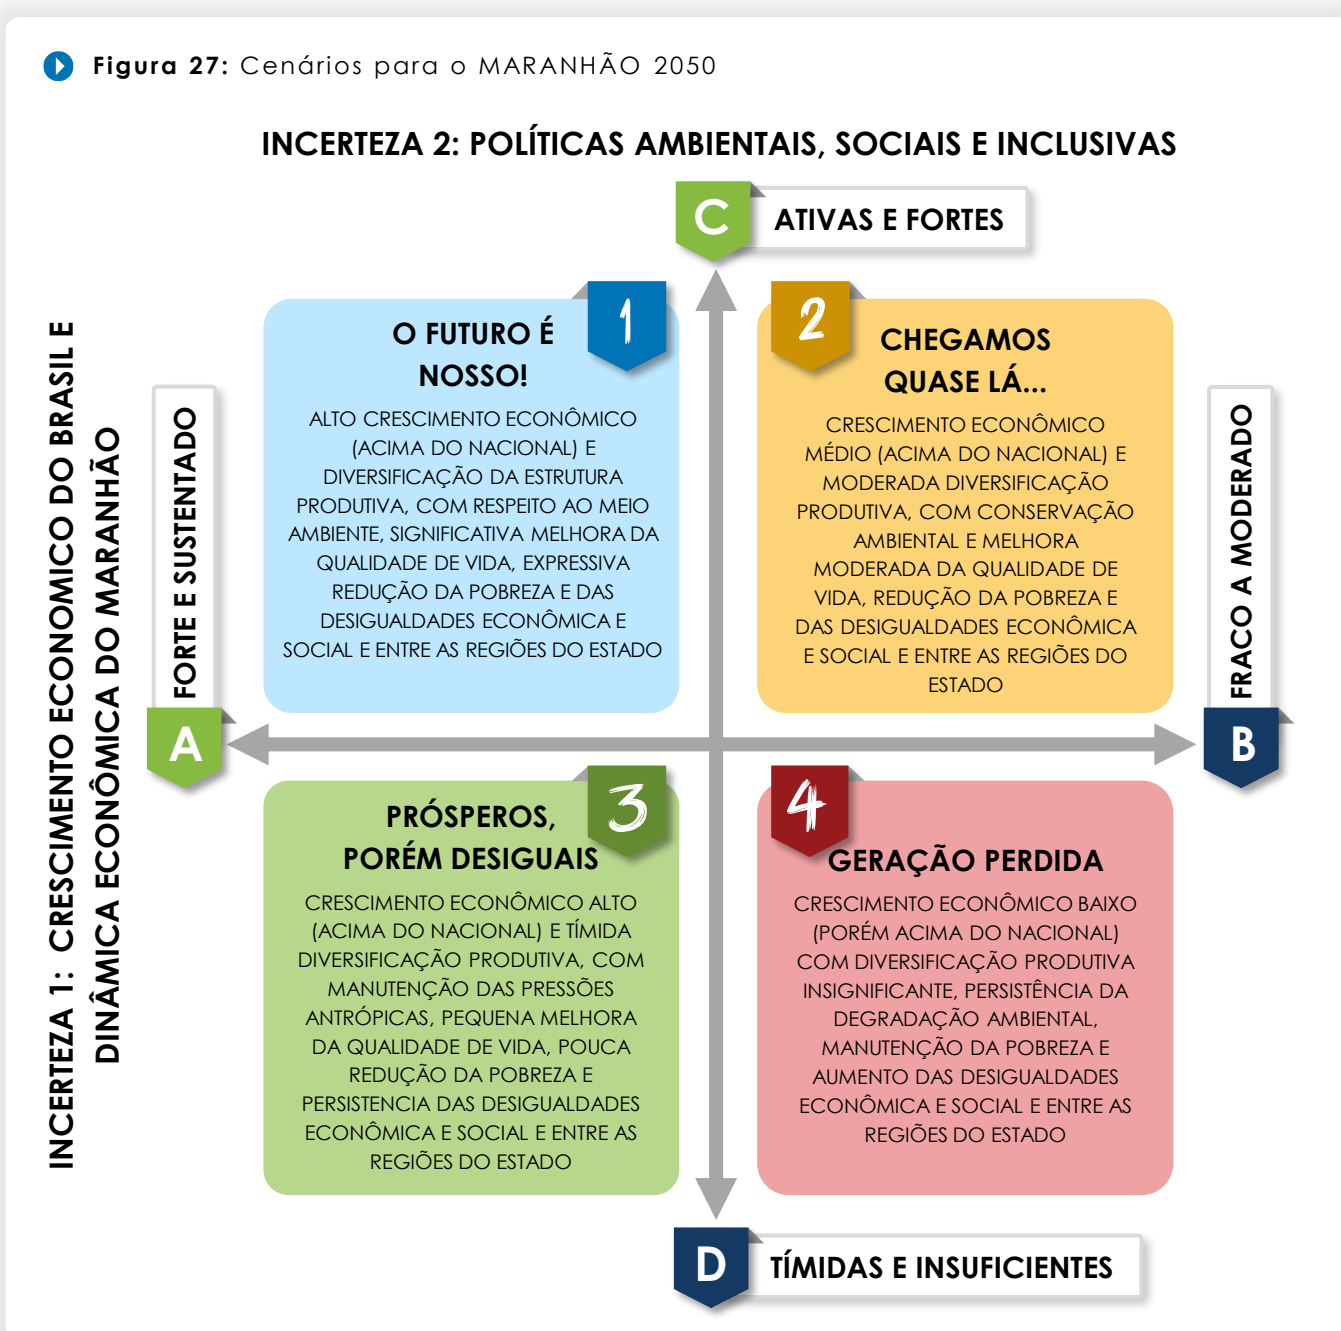 Figura 27: Cenários para o MARANHÃO 2050
INCERTEZA 2: POLÍTICAS AMBIENTAIS, SOCIAIS E INCLUSIVAS
C
ATIVAS E FORTES
INCERTEZA 1: CRESCIMENTO ECONOMICO DO BRASIL E
DINÂMICA ECONÔMICA DO MARANHÃO
FORTE E SUSTENTADO
A
1
O FUTURO É
NOSSO!
ALTO CRESCIMENTO ECONÔMICO
(ACIMA DO NACIONAL) E
DIVERSIFICAÇÃO DA ESTRUTURA
PRODUTIVA, COM RESPEITO AO MEIO
AMBIENTE, SIGNIFICATIVA MELHORA DA
QUALIDADE DE VIDA, EXPRESSIVA
REDUÇÃO DA POBREZA E DAS
DESIGUALDADES ECONÔMICA E
SOCIAL E ENTRE AS REGIÕES DO ESTADO
2
CHEGAMOS
QUASE LÁ...
CRESCIMENTO ECONÔMICO
MÉDIO (ACIMA DO NACIONAL) E
MODERADA DIVERSIFICAÇÃO
PRODUTIVA, COM CONSERVAÇÃO
AMBIENTAL E MELHORA
MODERADA DA QUALIDADE DE
VIDA, REDUÇÃO DA POBREZA E
DAS DESIGUALDADES ECONÔMICA
E SOCIAL E ENTRE AS REGIÕES DO
ESTADO
FRACO A MODERADO
B
3
PRÓSPEROS,
PORÉM DESIGUAIS
CRESCIMENTO ECONÔMICO ALTO
(ACIMA DO NACIONAL) E TÍMIDA
DIVERSIFICAÇÃO PRODUTIVA, COM
MANUTENÇÃO DAS PRESSÕES
ANTRÓPICAS, PEQUENA MELHORA
DA QUALIDADE DE VIDA, POUCA
REDUÇÃO DA POBREZA E
PERSISTENCIA DAS DESIGUALDADES
ECONÔMICA E SOCIAL E ENTRE AS
REGIÕES DO ESTADO
4
GERAÇÃO PERDIDA
CRESCIMENTO ECONÔMICO BAIXO
(PORÉM ACIMA DO NACIONAL)
COM DIVERSIFICAÇÃO PRODUTIVA
INSIGNIFICANTE, PERSISTÊNCIA DA
DEGRADAÇÃO AMBIENTAL,
MANUTENÇÃO DA POBREZA E
AUMENTO DAS DESIGUALDADES
ECONÔMICA E SOCIAL E ENTRE AS
REGIÕES DO ESTADO
D
TÍMIDAS E INSUFICIENTES